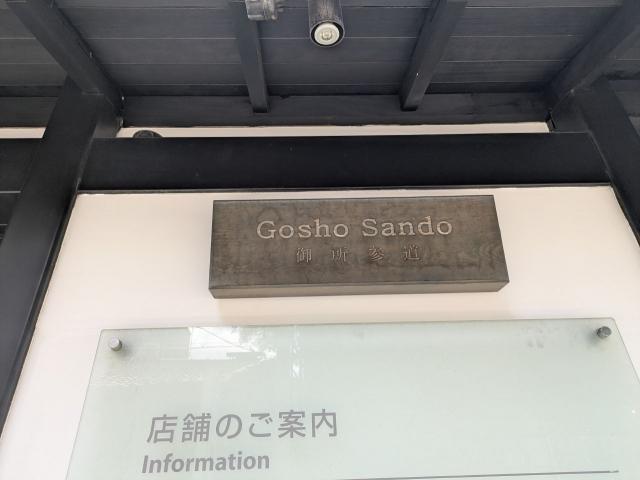 Gosho Sando
御所参道
店舗のご案内
Information